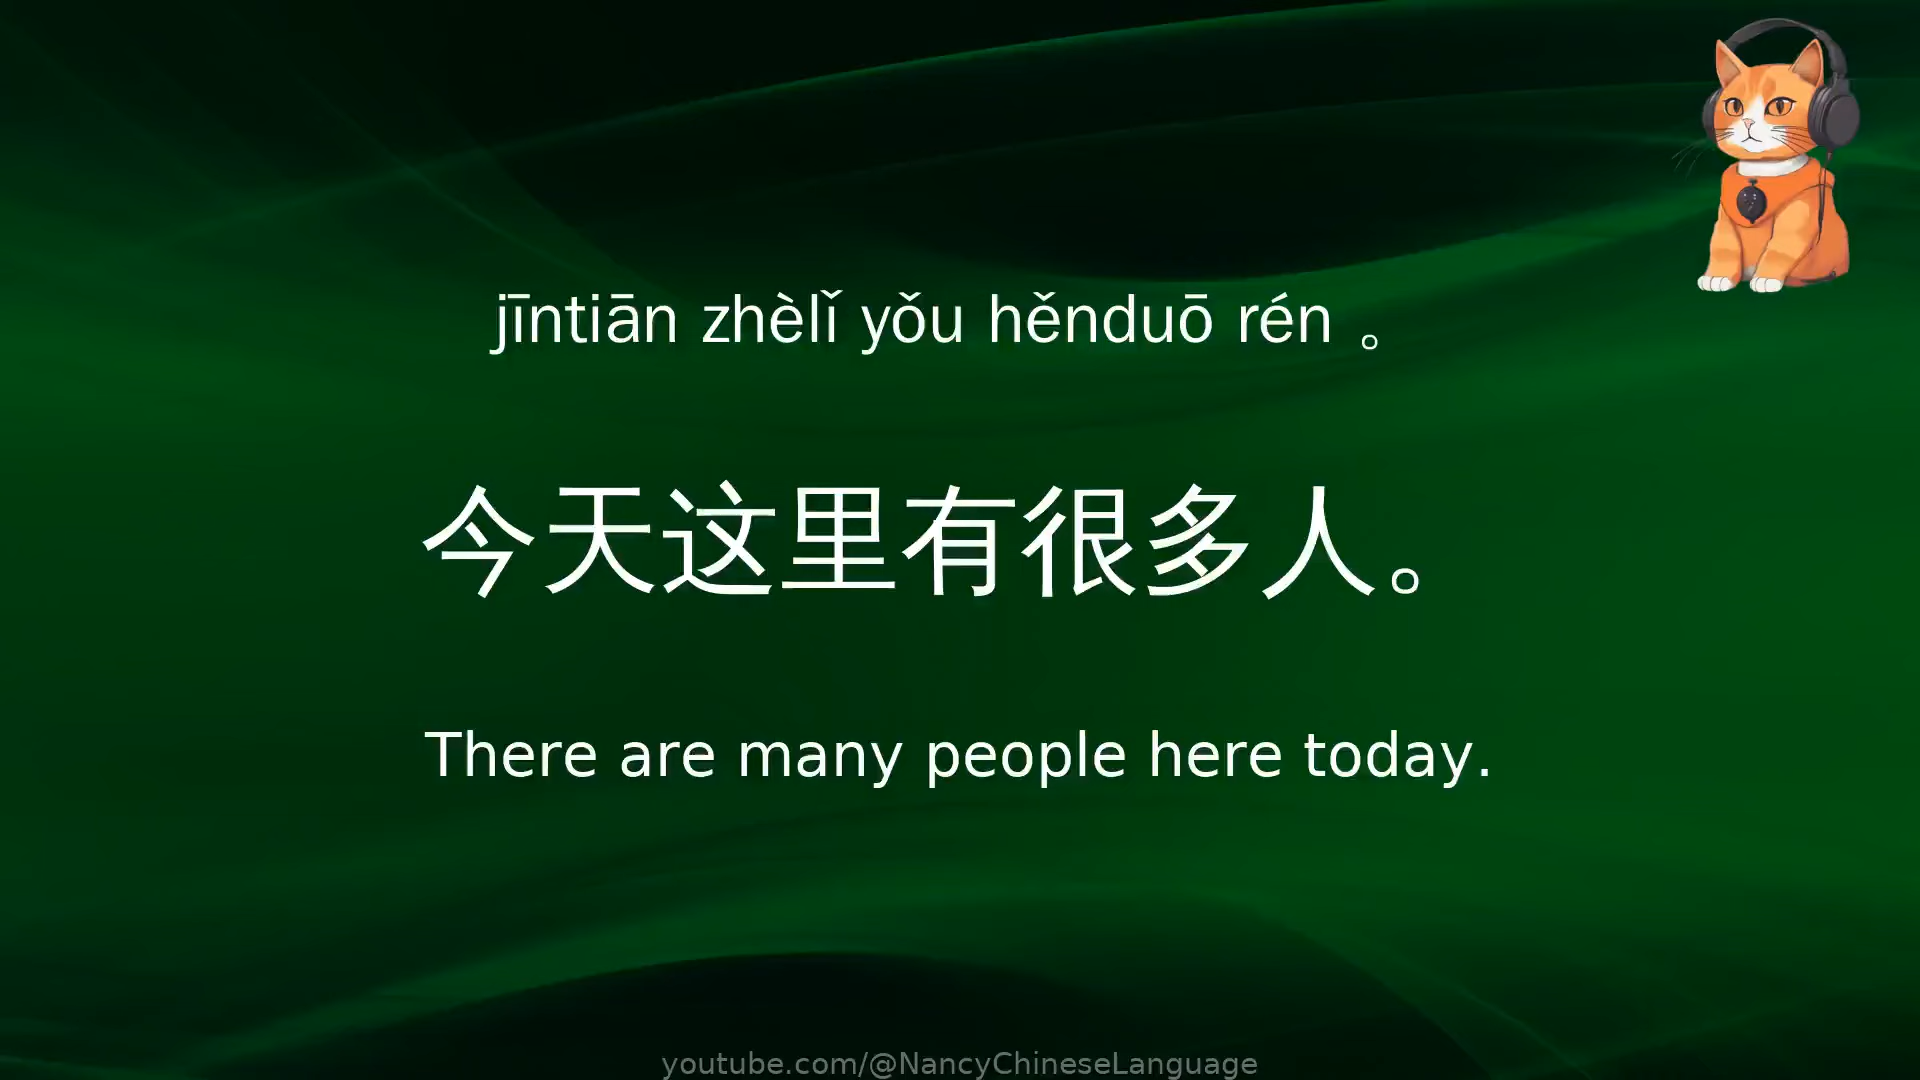 jīntiān zhèlǐ yǒu hěnduō rén 。
今天这里有很多人。
There are many people here today.
youtube.com/@NancyChineseLanguage